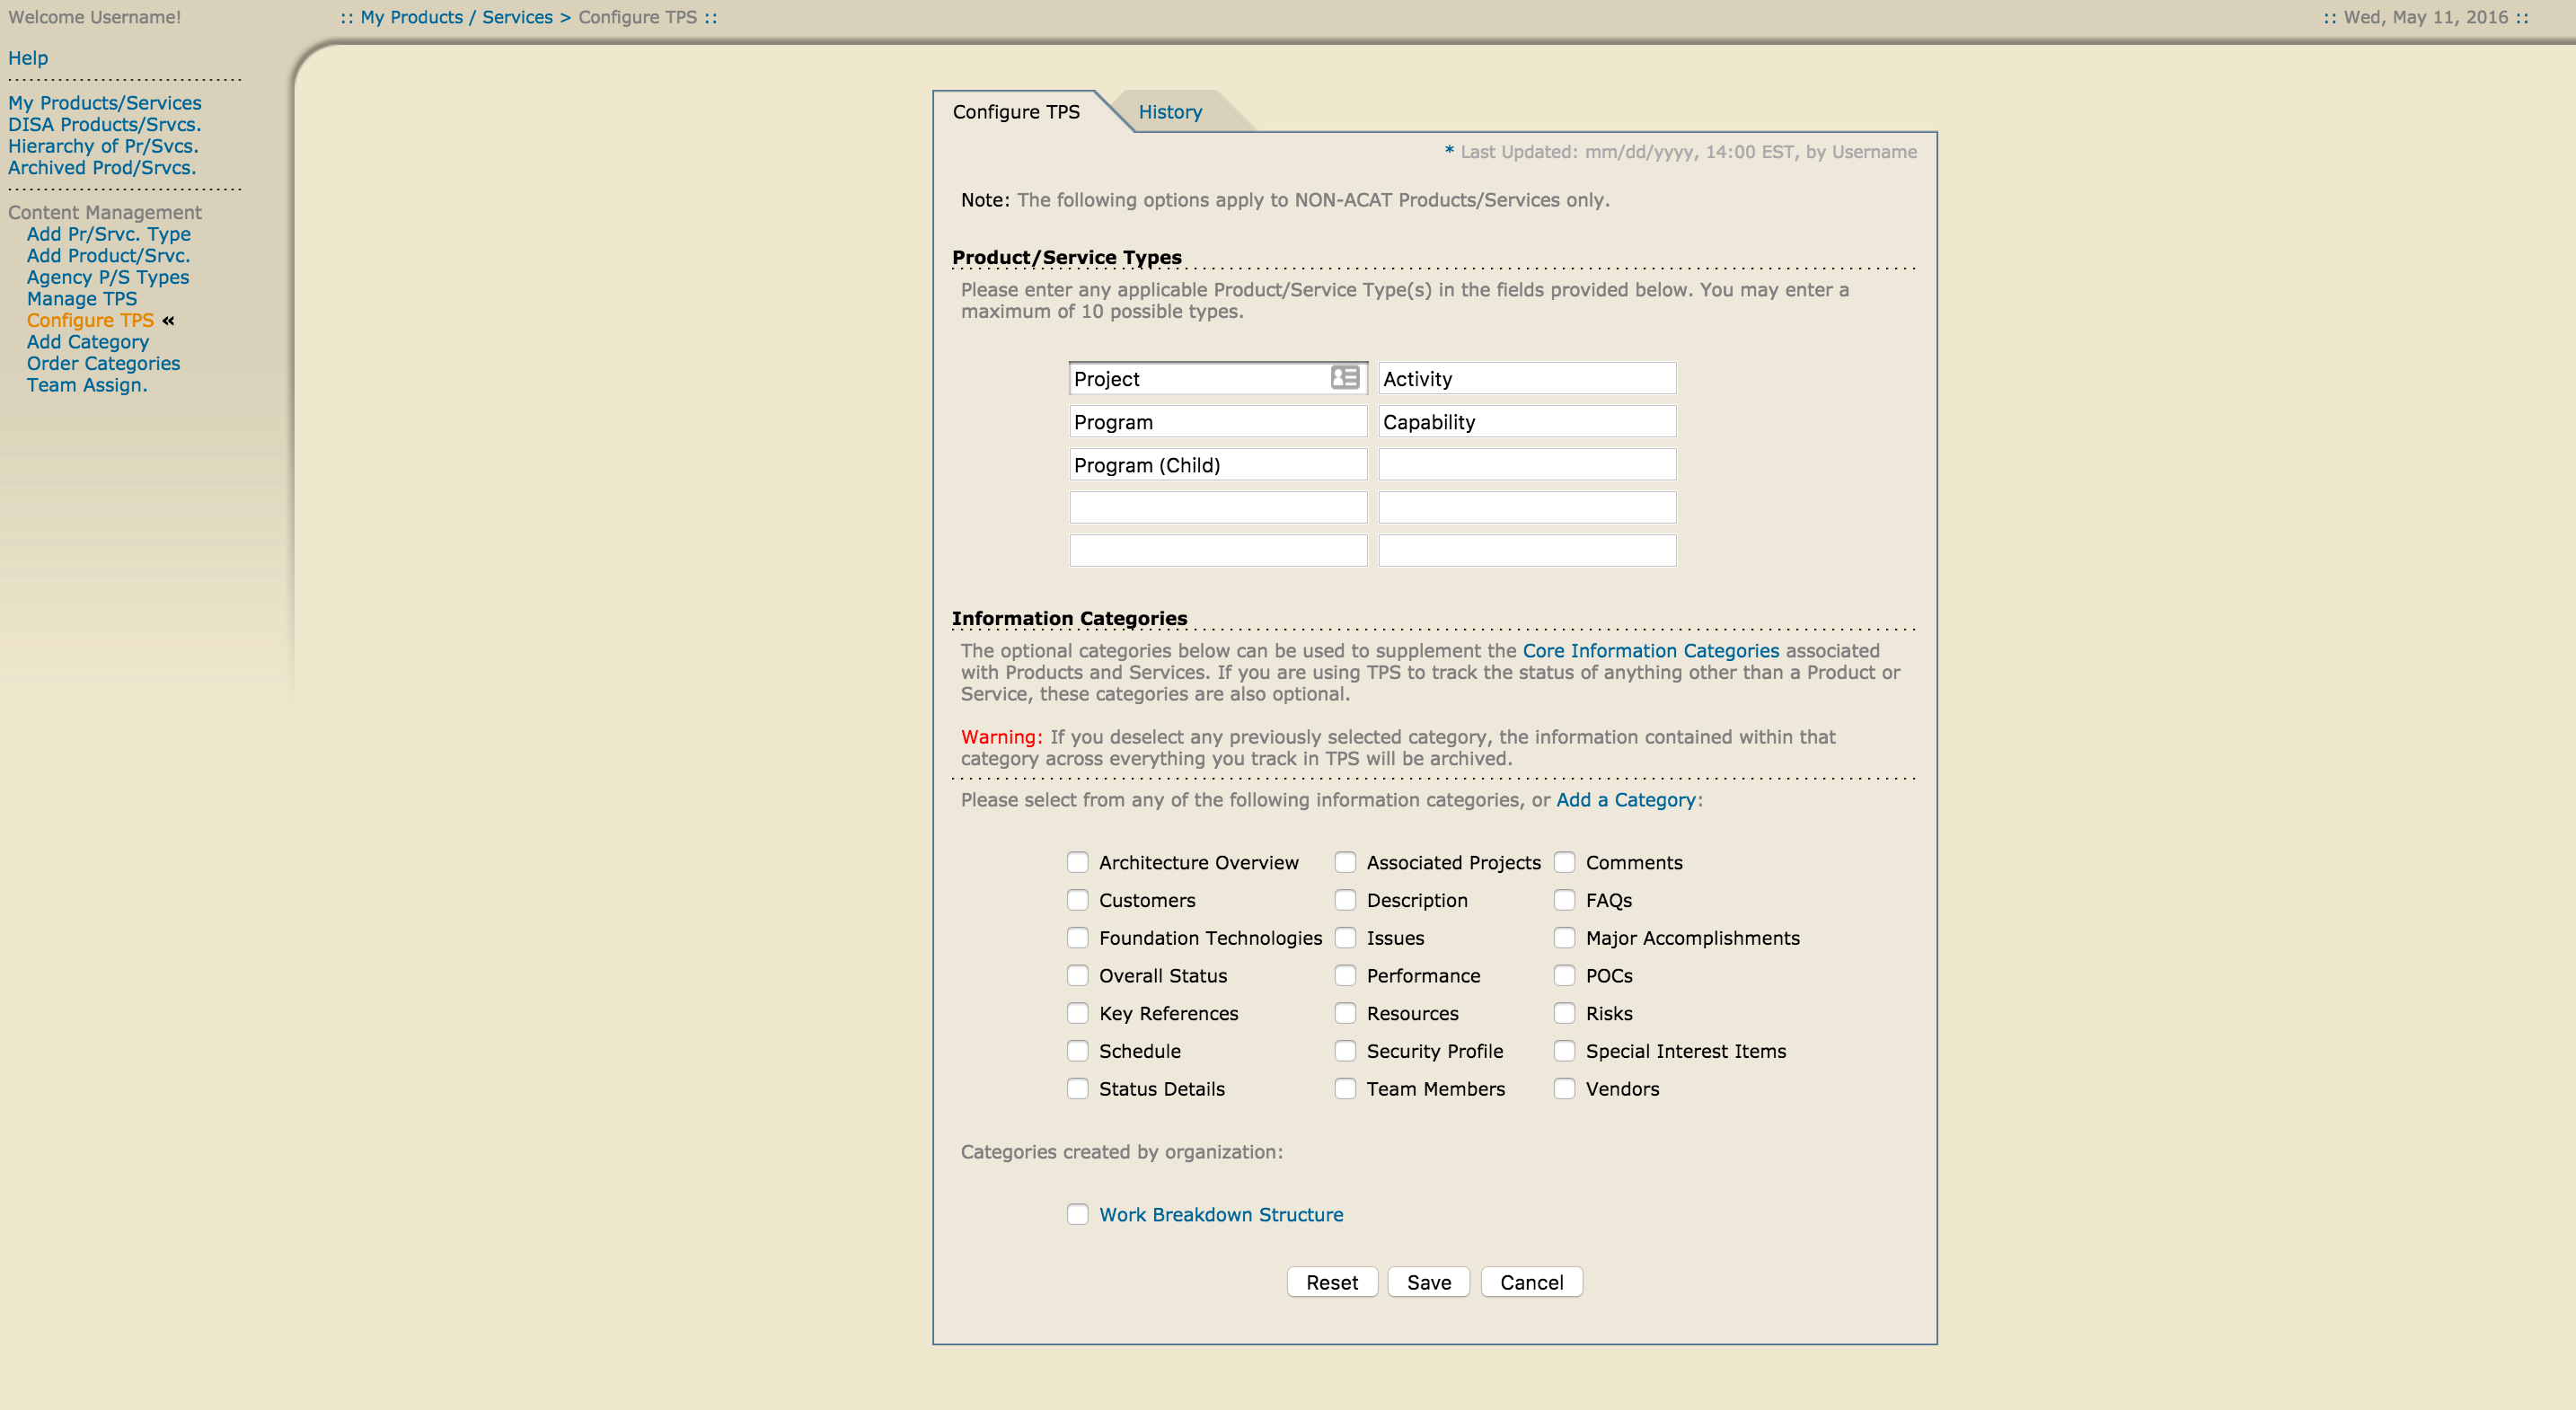 Welcome Username!
:: My Products / Services > Configure TPS ::
:: Wed, May 11, 2016 ::
Help
My Products/Services
DISA Products/Srvcs.
Hierarchy of Pr/Svcs.
Archived Prod/Srvcs.
Content Management
Add Pr/Srvc. Type
Add Product/Srvc.
Agency P/S Types
Manage TPS
Configure TPS «
Add Category
Order Categories
Team Assign.
Configure TPS History
* Last Updated: mm/dd/yyyy, 14:00 EST, by Username
Note: The following options apply to NON-ACAT Products/Services only.
Product/Service Types
Please enter any applicable Product/Service Type(s) in the fields provided below. You may enter a
maximum of 10 possible types.
Project Activity
Program Capability
Program (Child)
Information Categories
The optional categories below can be used to supplement the Core Information Categories associated
with Products and Services. If you are using TPS to track the status of anything other than a Product or
Service, these categories are also optional.
Warning: If you deselect any previously selected category, the information contained within that
category across everything you track in TPS will be archived.
Please select from any of the following information categories, or Add a Category:
Architecture Overview Associated Projects Comments
Customers Description FAQs
Foundation Technologies Issues Major Accomplishments
Overall Status Performance POCs
Key References Resources Risks
Schedule Security Profile Special Interest Items
Status Details Team Members Vendors
Categories created by organization:
Work Breakdown Structure
Reset Save Cancel